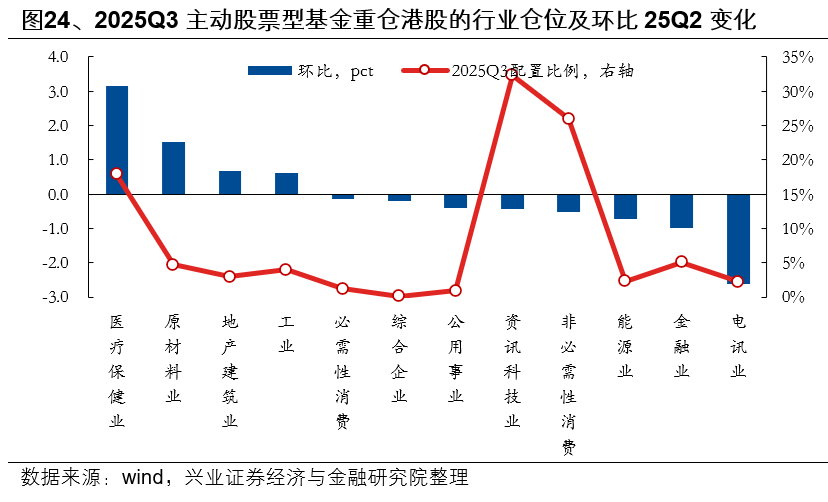 图24、2025Q3 主动股票型基金重仓港股的行业仓位及环比 25Q2 变化
环比，pct
2025Q3配置比例，右轴
4.0
3.0
2.0
1.0
0.0
-1.0
-2.0
-3.0
35%
30%
25%
20%
15%
10%
5%
0%
医疗保健业
原材料业
地产建筑业
工业
必需性消费
综合企业
公用事业
资讯科技业
非必需性消费
能源业
金融业
电讯业
数据来源：wind，兴业证券经济与金融研究院整理